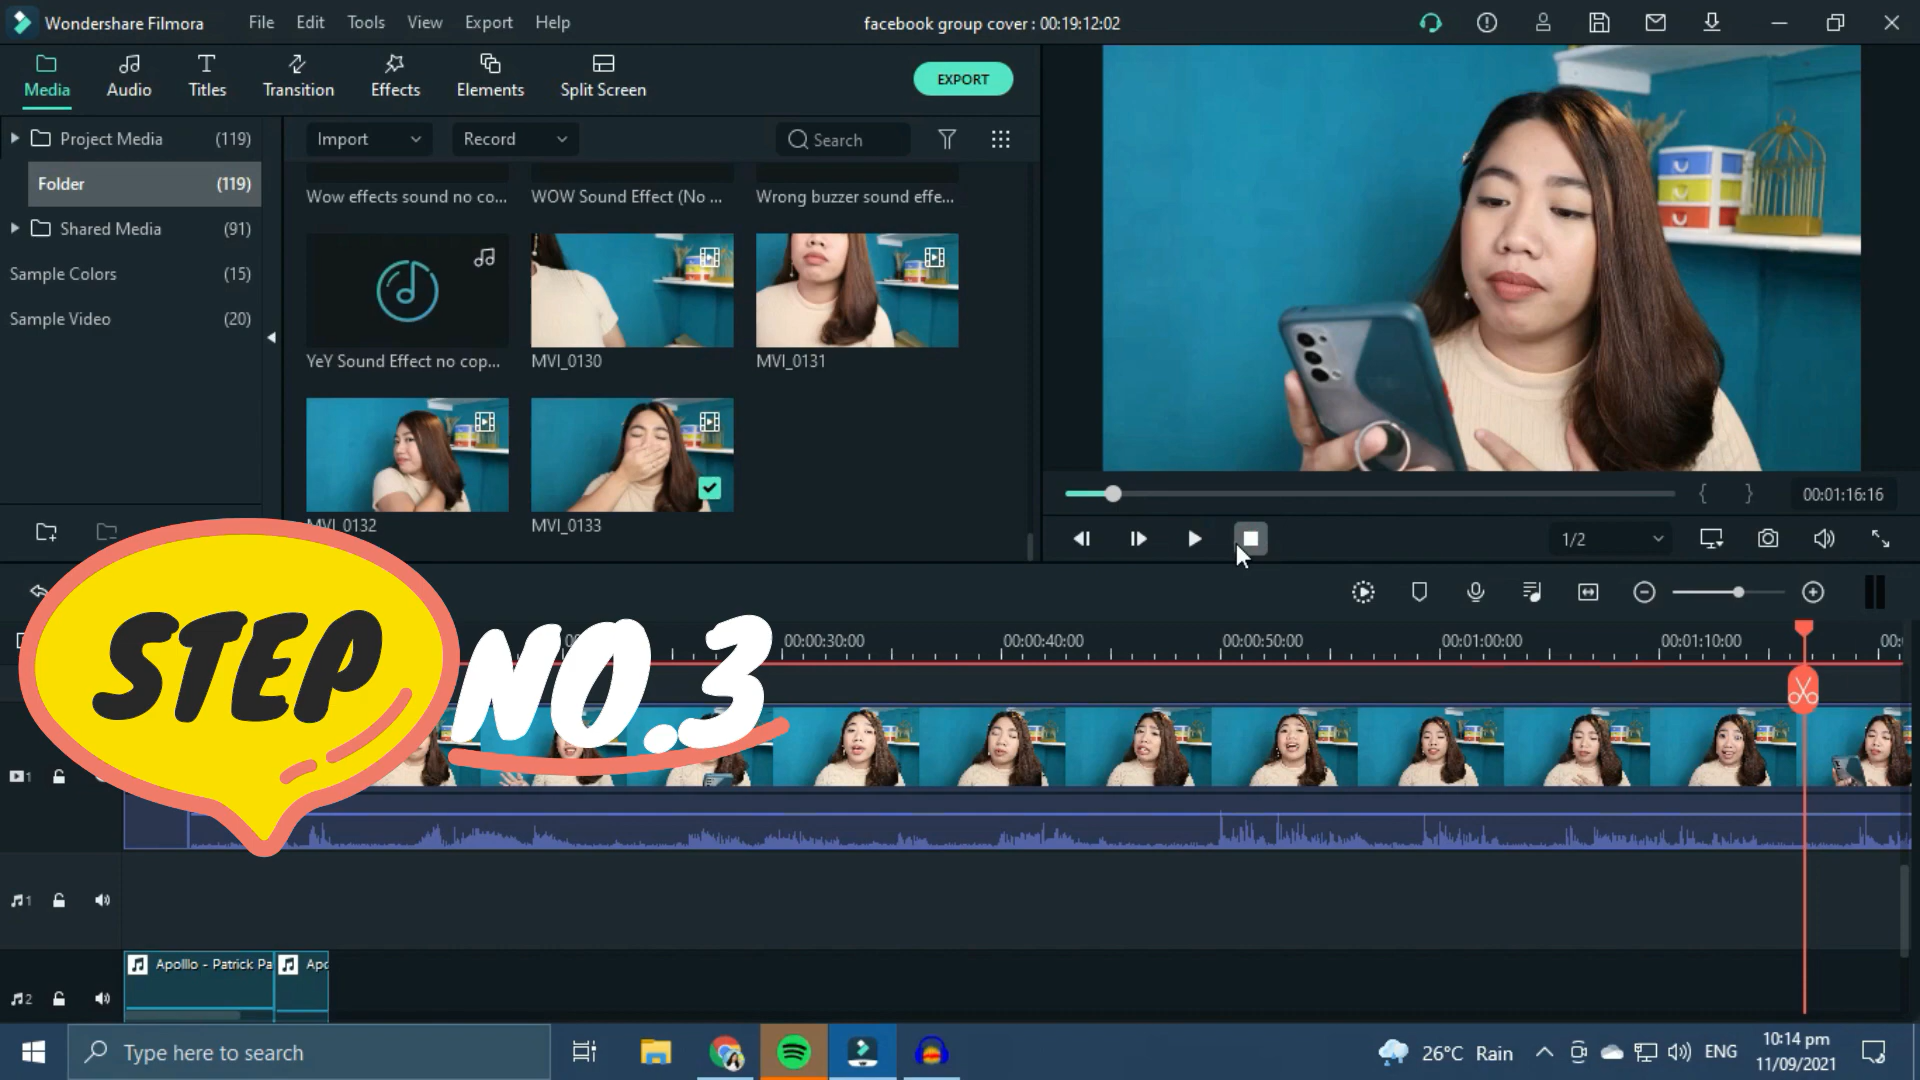 Wondershare Filmora File Edit Tools View Export Help facebook group cover : 00:19:12:02
Media Audio Titles Transition Effects Elements Split Screen EXPORT
Project Media (119) Import Record Search
Folder (119)
Shared Media (91)
Sample Colors (15)
Sample Video (20)
Wow effects sound no co... WOW Sound Effect (No ... Wrong buzzer sound effe...
YeY Sound Effect no cop... MVI_0130 MVI_0131
MVI_0132 MVI_0133
00:01:16:16
1/2
STEP NO.3
00:00:30:00 00:00:40:00 00:00:50:00 00:01:00:00 00:01:10:00
1
1
Apolllo - Patrick Pa Apo
2
Type here to search 26°C Rain ENG 10:14 pm
11/09/2021